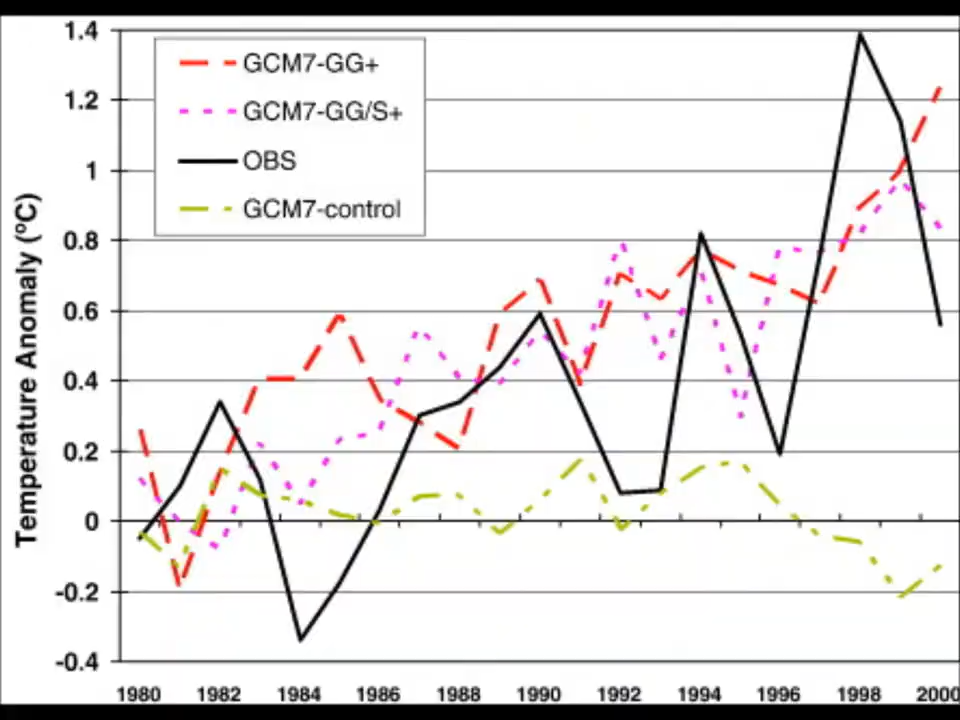 1.4
1.2
1
0.8
0.6
0.4
0.2
0
-0.2
-0.4
Temperature Anomaly (ºC)
GCM7-GG+
GCM7-GG/S+
OBS
GCM7-control
1980 1982 1984 1986 1988 1990 1992 1994 1996 1998 2000